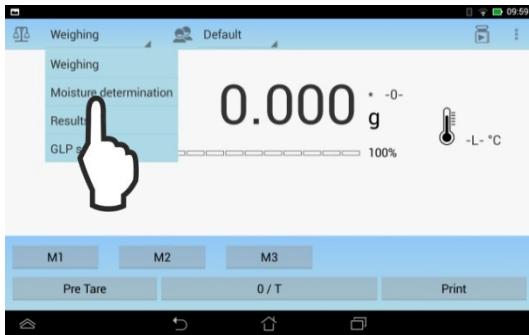 09:59
Weighing Default
Weighing
Moisture determination
Results
GLP s
0.000 * -0-
g
-L- °C
100%
M1 M2 M3
Pre Tare 0 / T Print